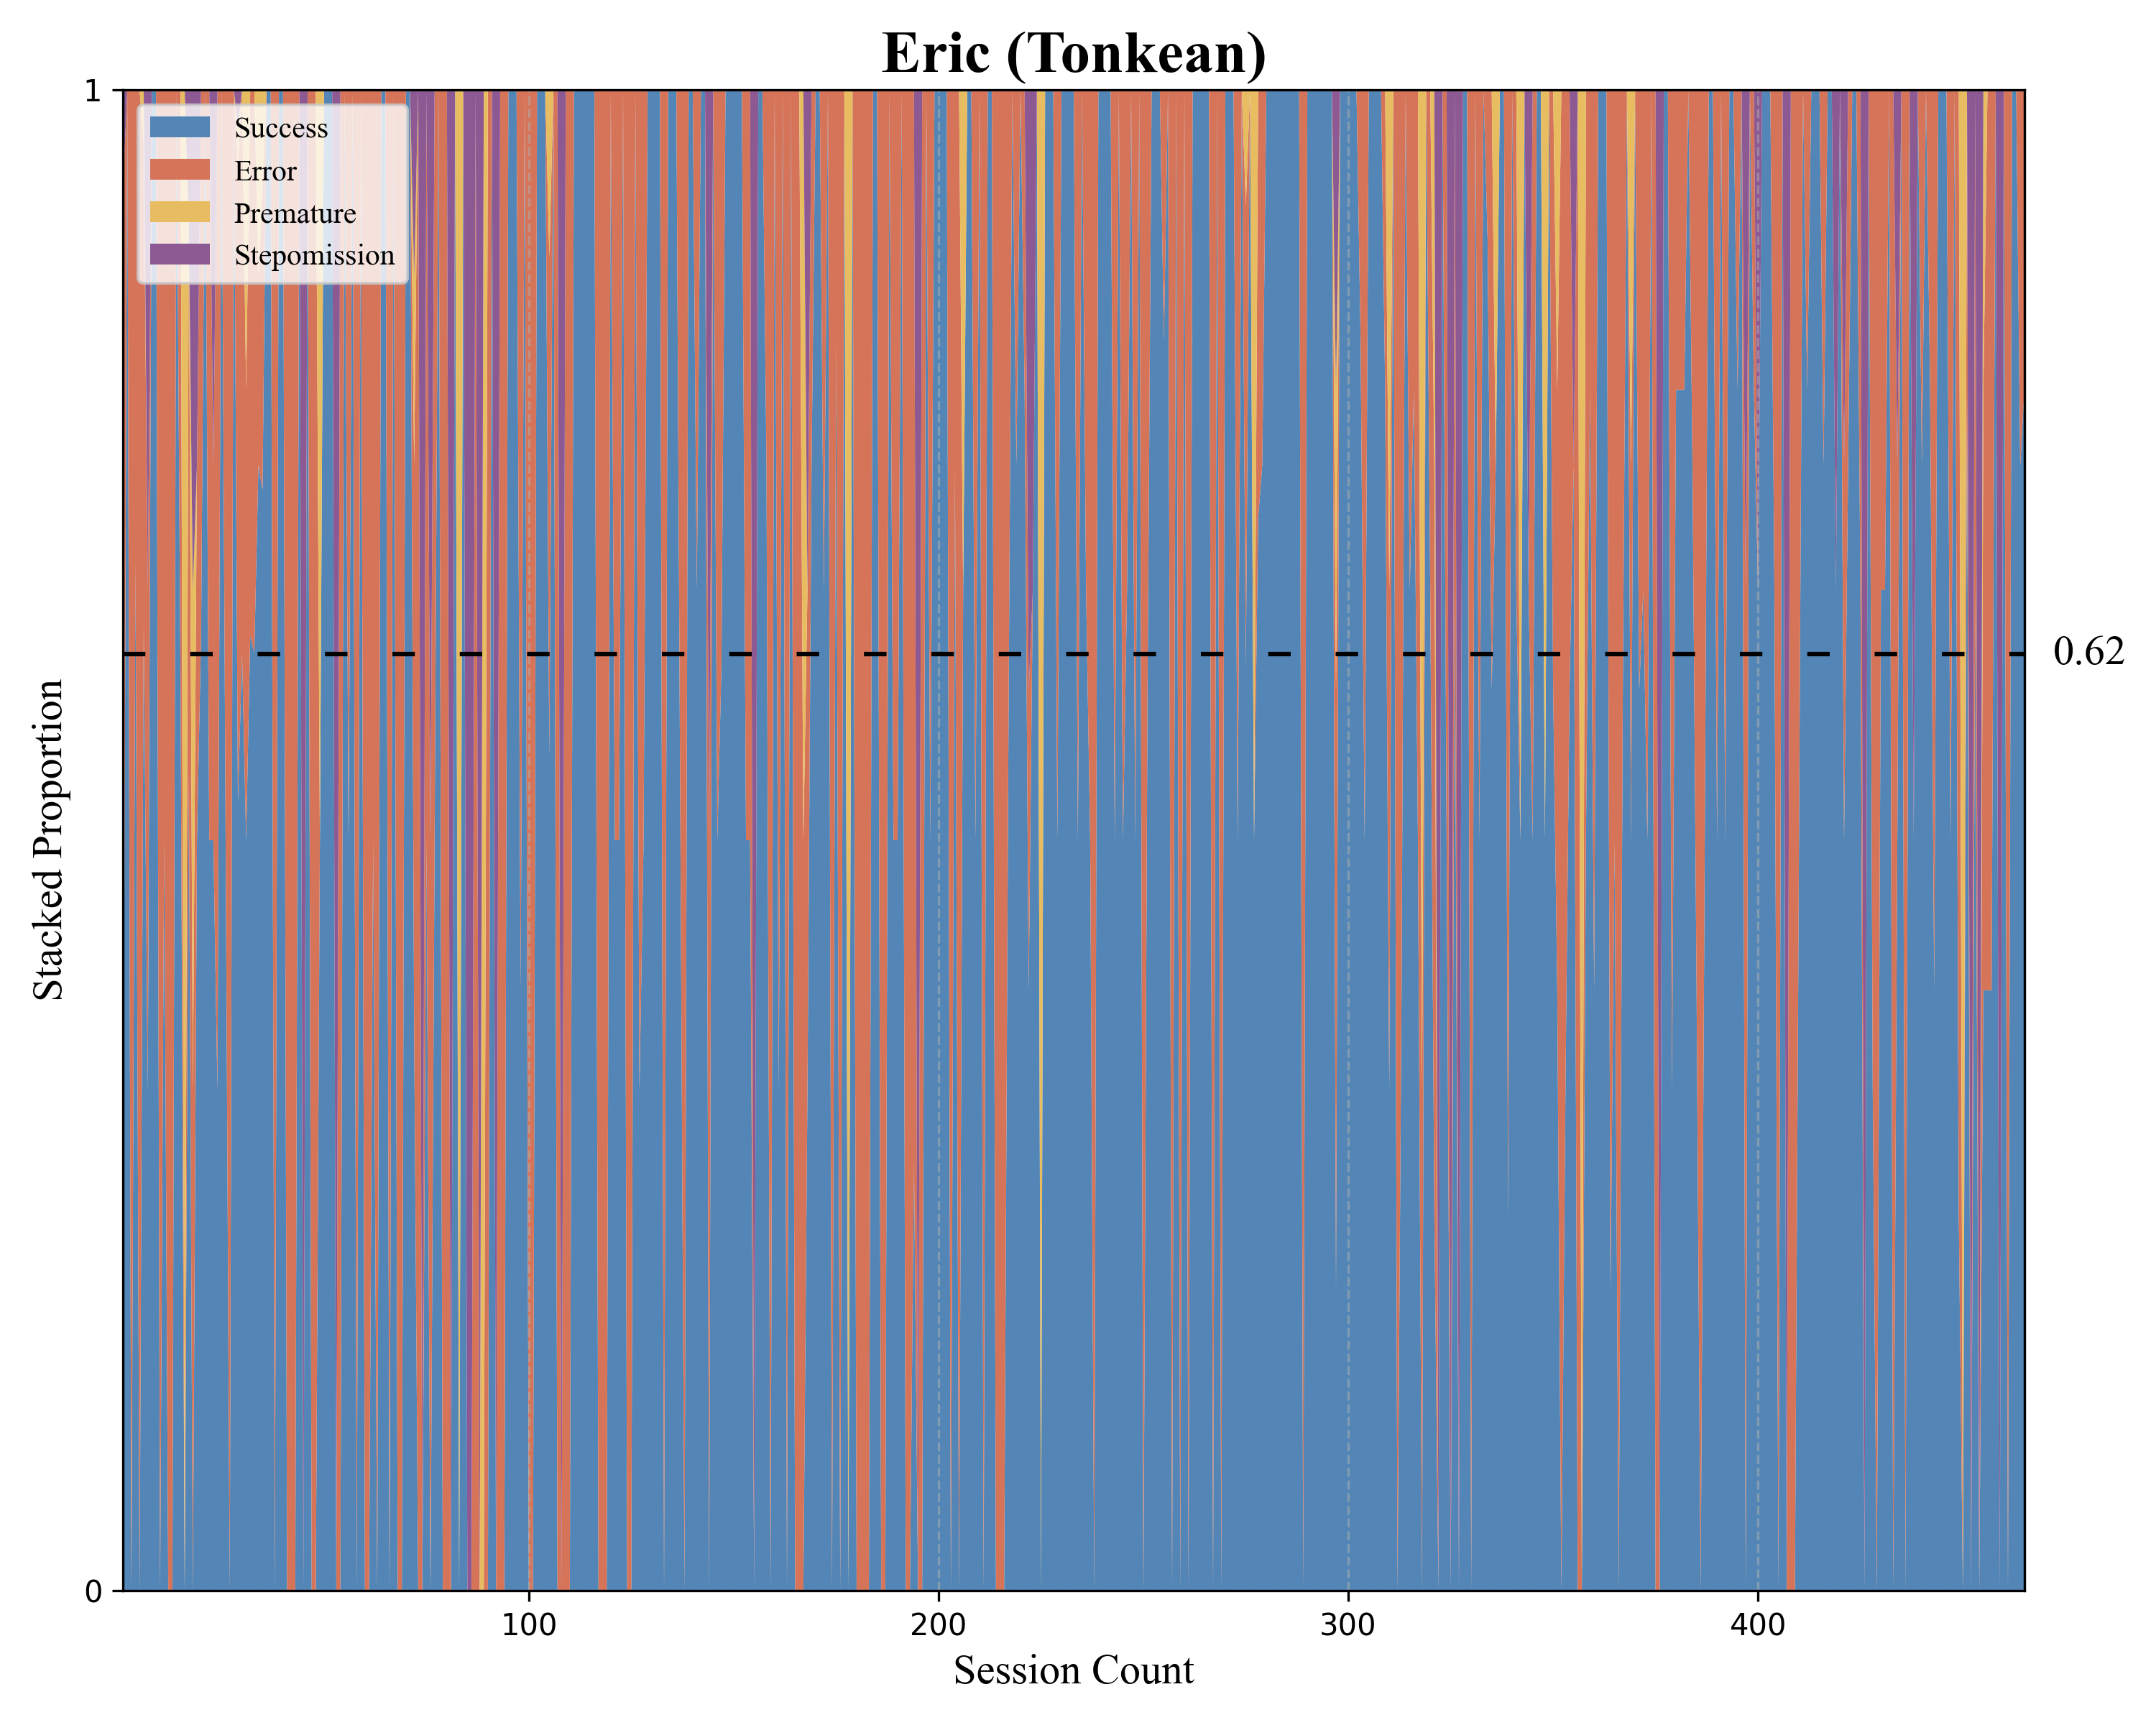 Eric (Tonkean)
1
Success
Error
Premature
Stepomission
0.62
Stacked Proportion
0
100
200
300
400
Session Count